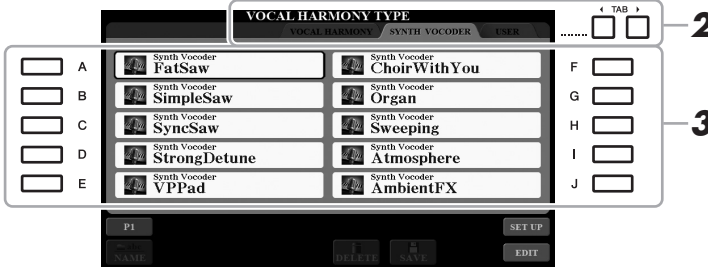 VOCAL HARMONY TYPE
VOCAL HARMONY SYNTH VOCODER USER
TAB
2
A Synth Vocoder
FatSaw
Synth Vocoder
ChoirWithYou F
B Synth Vocoder
SimpleSaw
Synth Vocoder
Organ G
C Synth Vocoder
SyncSaw
Synth Vocoder
Sweeping H
3
D Synth Vocoder
StrongDetune
Synth Vocoder
Atmosphere I
E Synth Vocoder
VPPad
Synth Vocoder
AmbientFX J
P1 SET UP
NAME DELETE SAVE EDIT